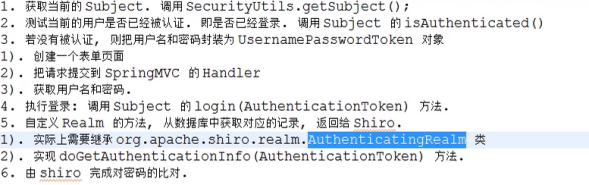 1. 获取当前的 Subject. 调用 SecurityUtils.getSubject();
2. 测试当前的用户是否已经被认证. 即是否已经登录. 调用 Subject 的 isAuthenticated()
3. 若没有被认证, 则把用户名和密码封装为 UsernamePasswordToken 对象
1). 创建一个表单页面
2). 把请求提交到 SpringMVC 的 Handler
3). 获取用户名和密码.
4. 执行登录: 调用 Subject 的 login(AuthenticationToken) 方法.
5. 自定义 Realm 的方法, 从数据库中获取对应的记录, 返回给 Shiro.
1). 实际上需要继承 org.apache.shiro.realm.AuthenticatingRealm 类
2). 实现 doGetAuthenticationInfo(AuthenticationToken) 方法.
6. 由 shiro 完成对密码的比对.